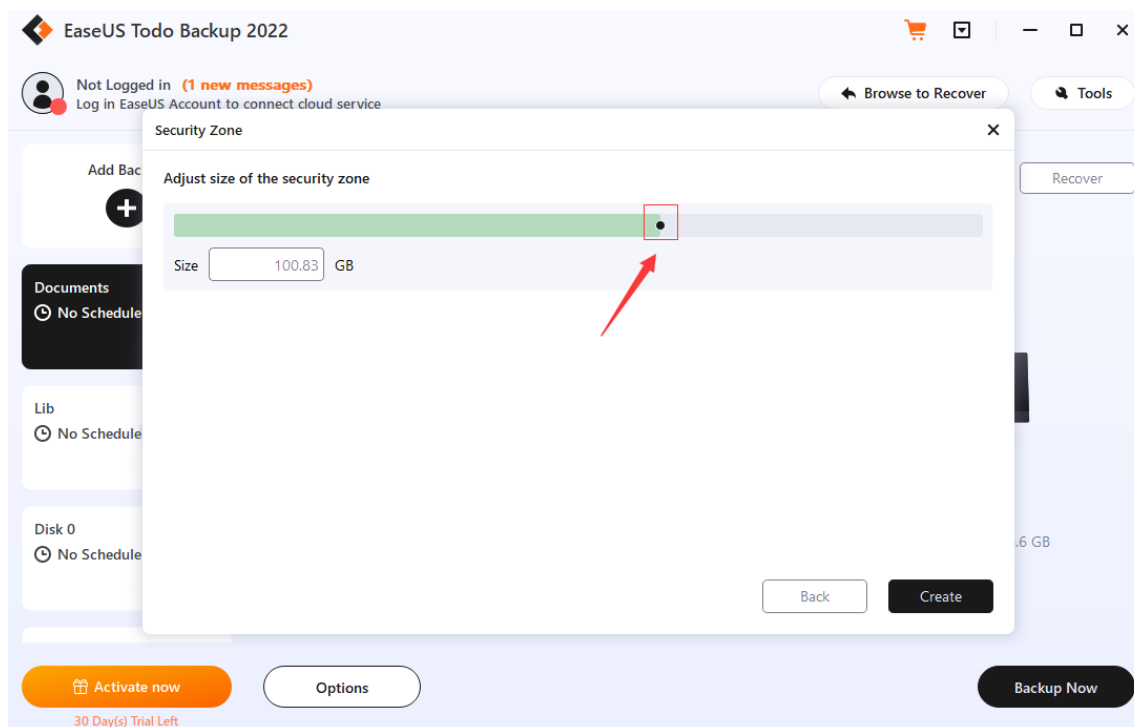 EaseUS Todo Backup 2022
Not Logged in (1 new messages)
Log in EaseUS Account to connect cloud service
Browse to Recover
Tools
Security Zone
Add Bac
Adjust size of the security zone
Recover
Size 100.83 GB
Documents
No Schedule
Lib
No Schedule
Disk 0
No Schedule
.6 GB
Back
Create
Activate now
Options
Backup Now
30 Day(s) Trial Left